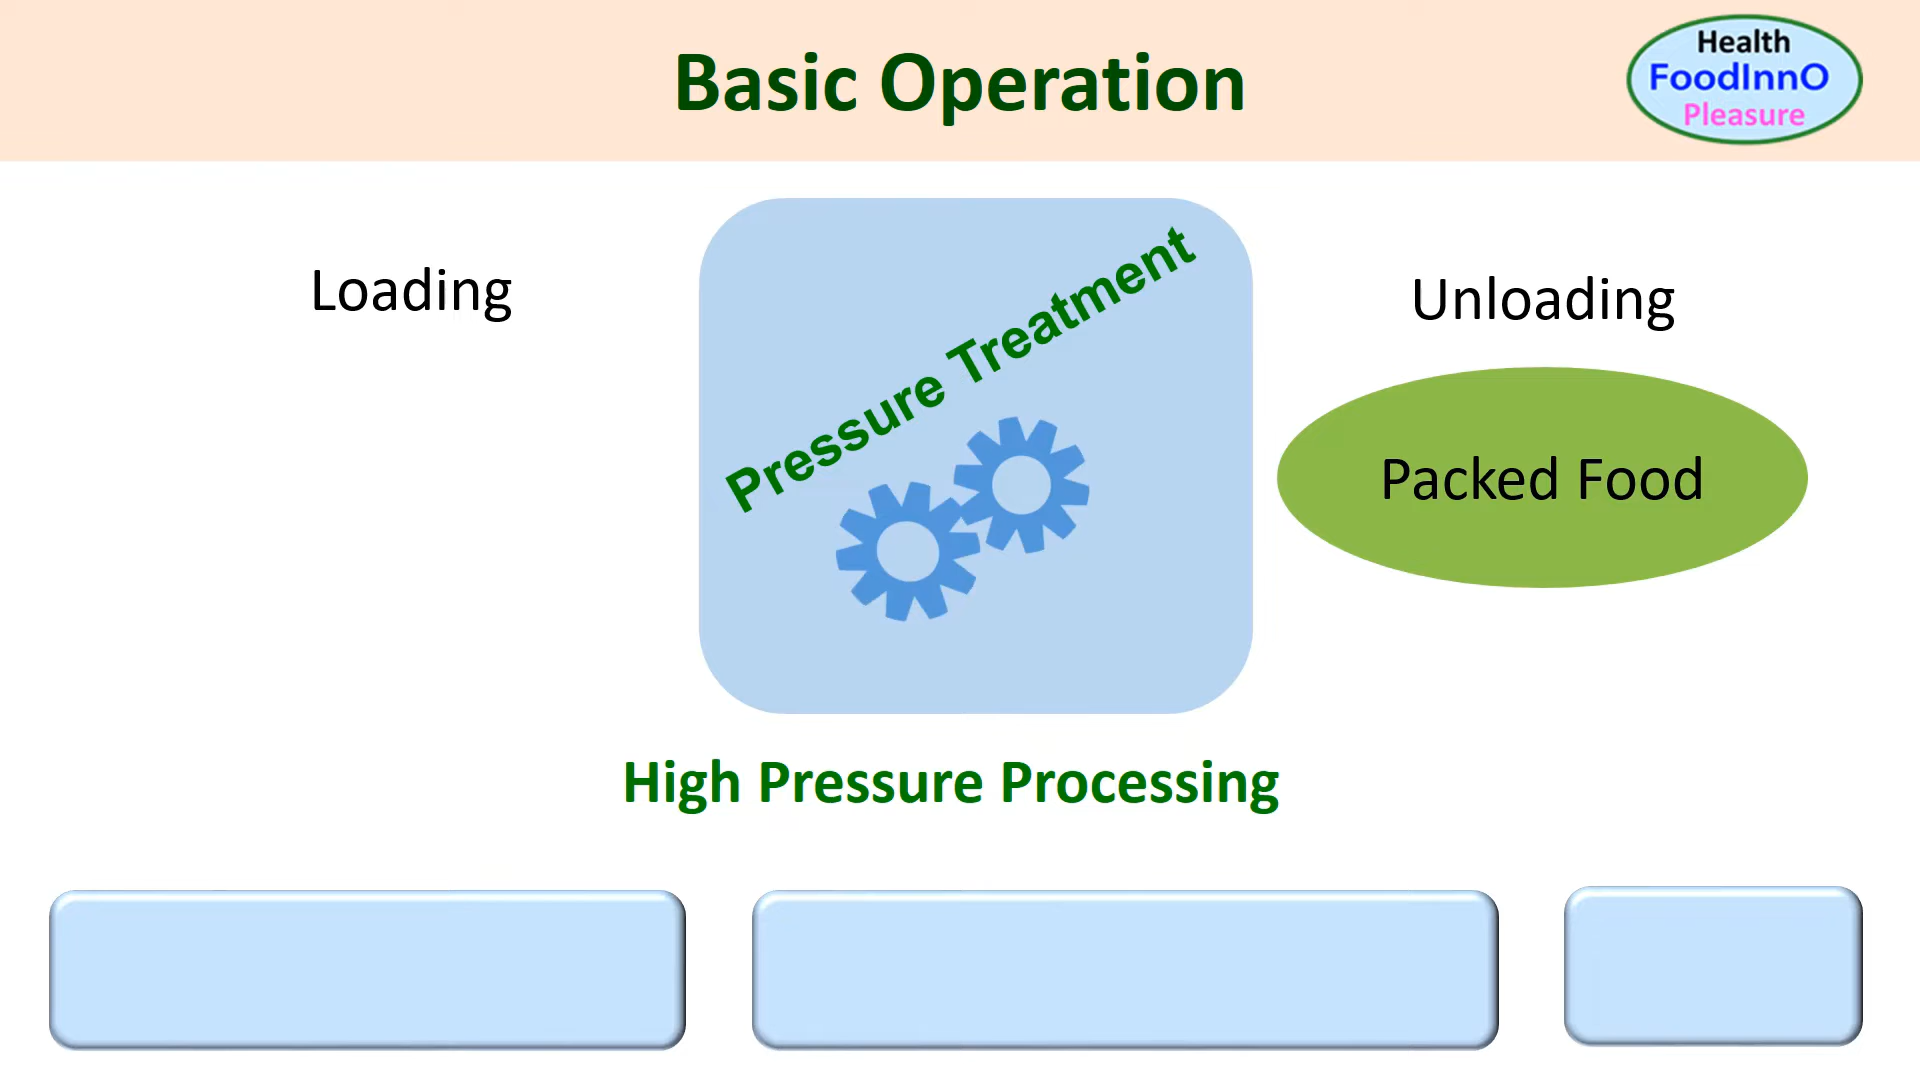 Basic Operation
Health
FoodInnO
Pleasure
Loading
Pressure Treatment
Unloading
Packed Food
High Pressure Processing